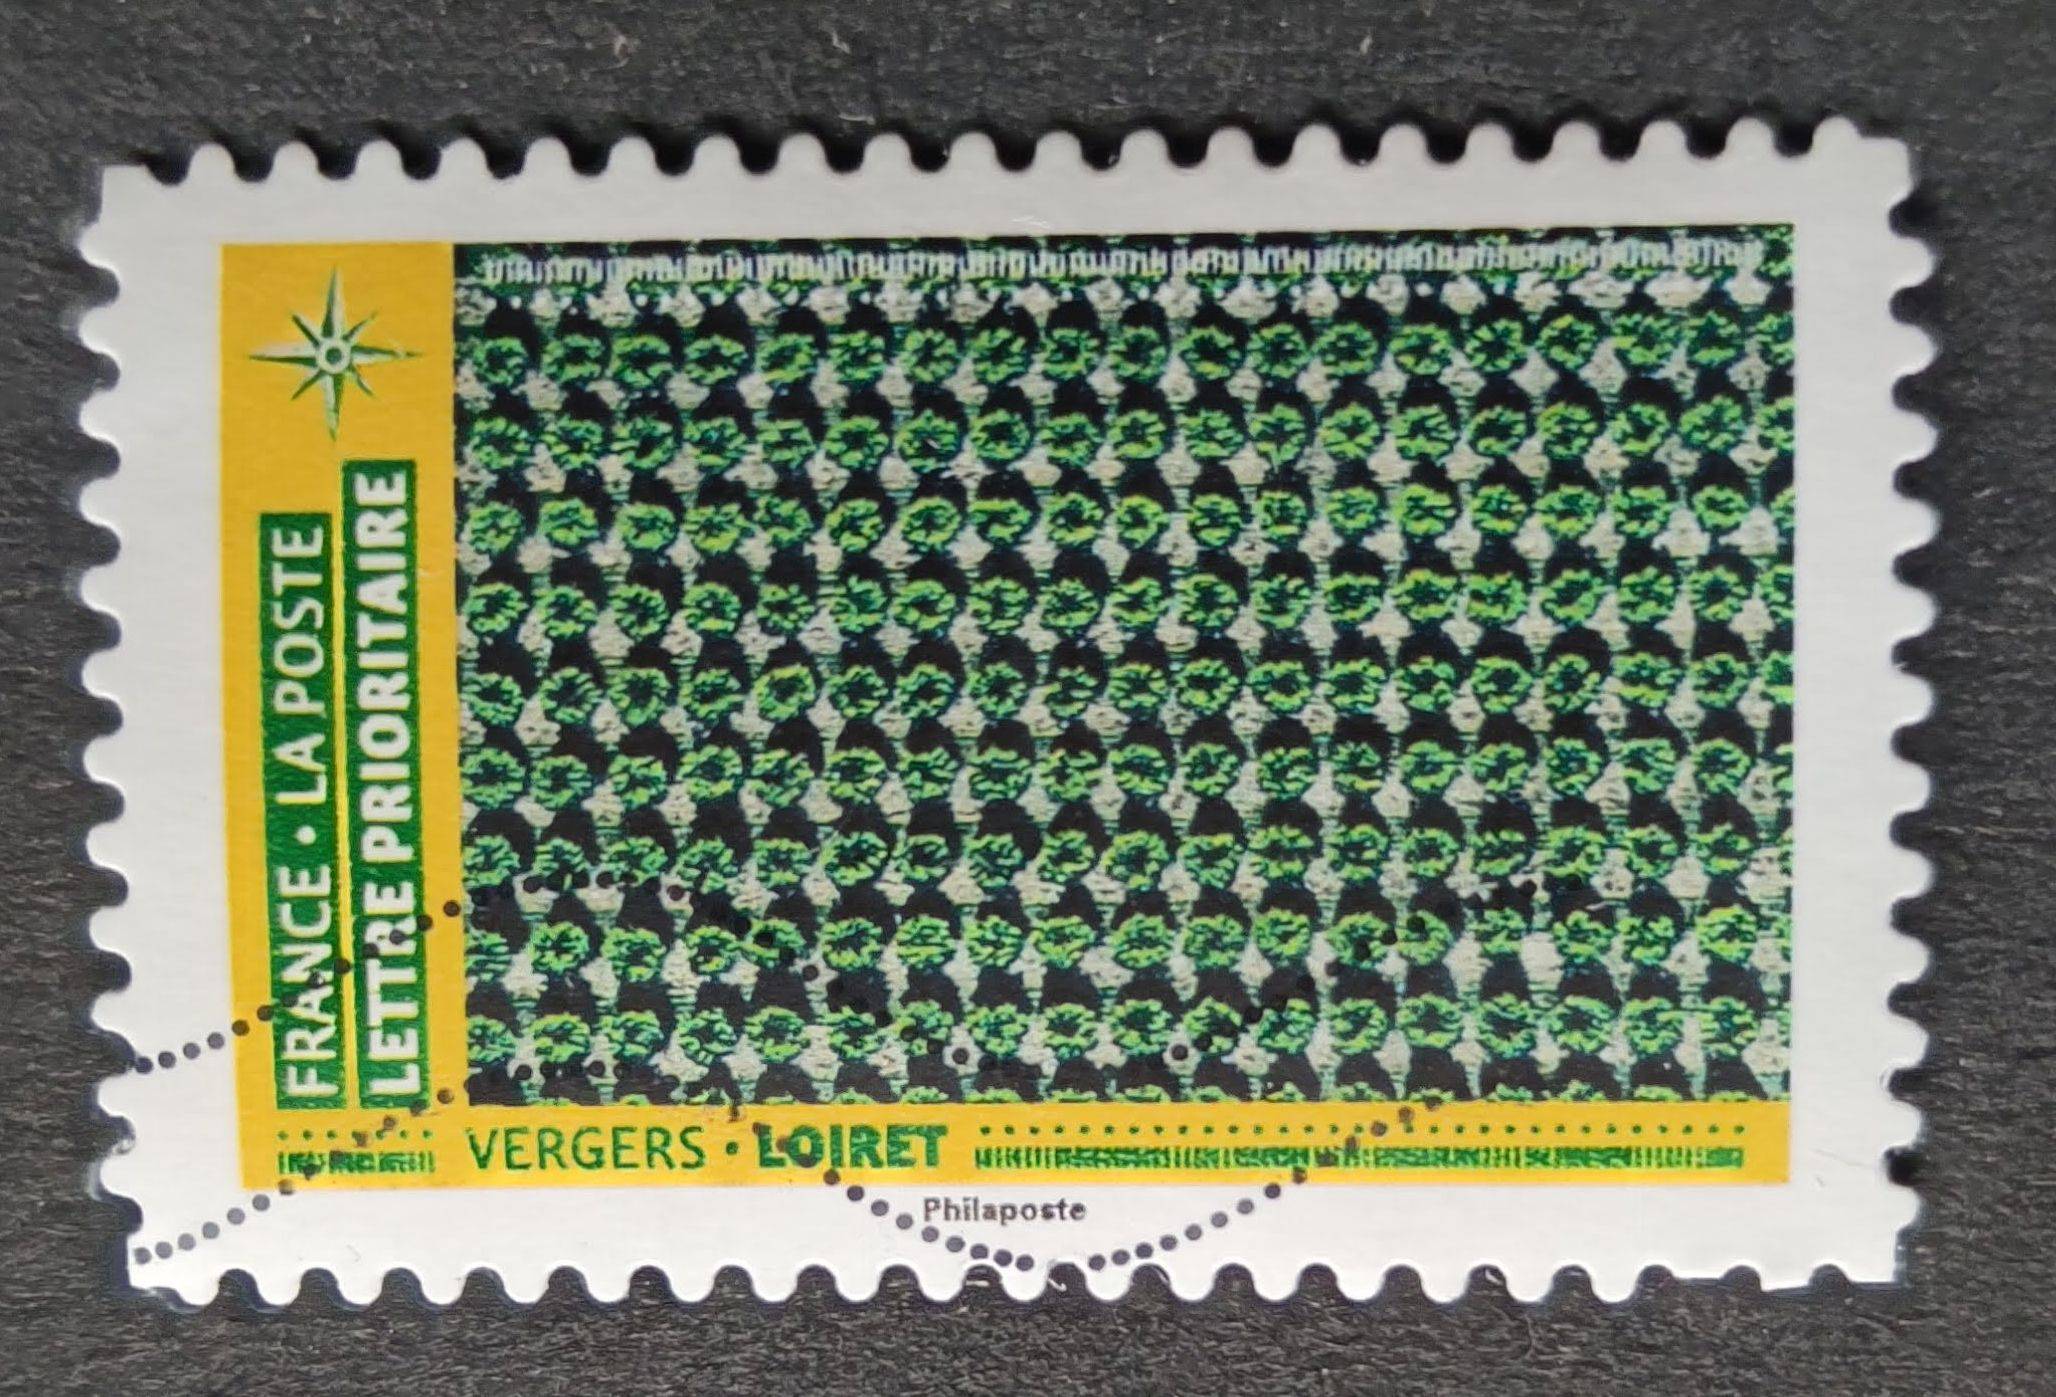 FRANCE • LA POSTE
LETTRE PRIORITAIRE
VERGERS • LOIRET
Philaposte